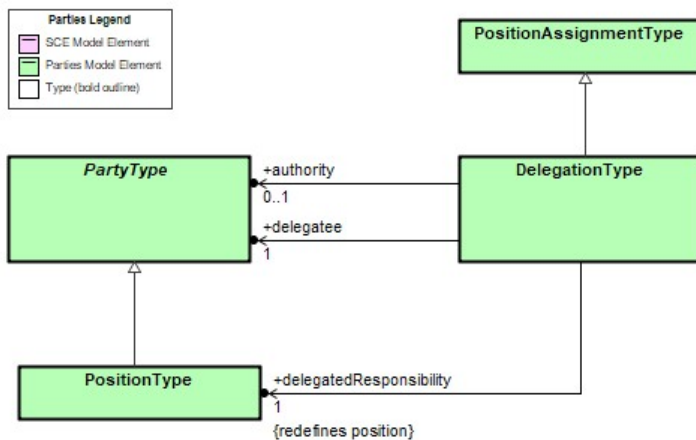 Parties Legend
SCE Model Element
Parties Model Element
Type (bold outline)
PositionAssignmentType
PartyType
+authority
0..1
DelegationType
+delegatee
1
PositionType
+delegatedResponsibility
1
{redefines position}